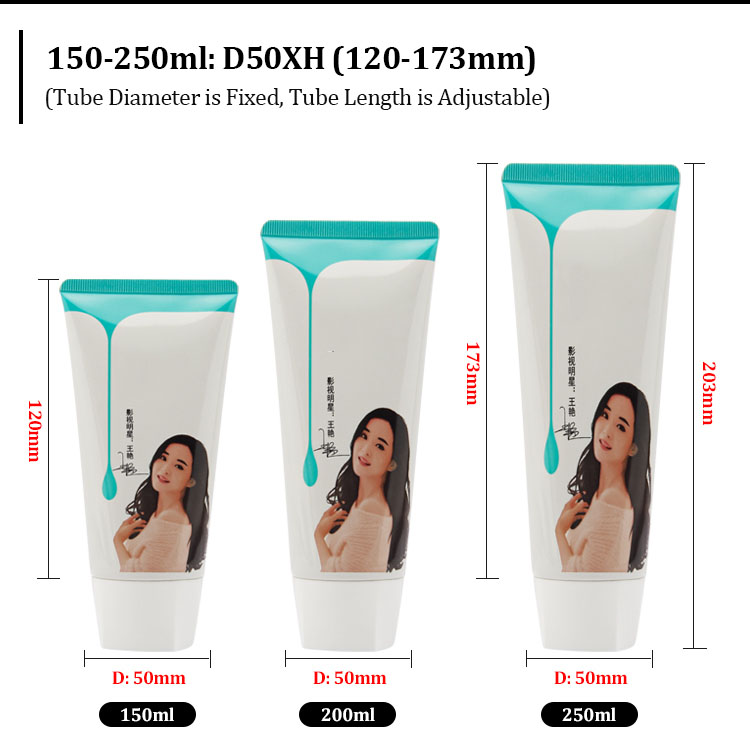 150-250ml: D50XH (120-173mm)
(Tube Diameter is Fixed, Tube Length is Adjustable)
120mm
影视明星：王艳
影视明星：王艳
173mm
影视明星：王艳
203mm
D: 50mm
D: 50mm
D: 50mm
150ml
200ml
250ml